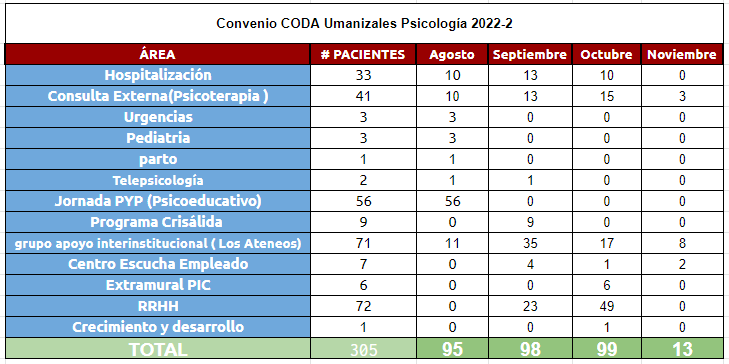 Convenio CODA Umanizales Psicología 2022-2
ÁREA # PACIENTES Agosto Septiembre Octubre Noviembre
Hospitalización 33 10 13 10 0
Consulta Externa(Psicoterapia ) 41 10 13 15 3
Urgencias 3 3 0 0 0
Pediatria 3 3 0 0 0
parto 1 1 0 0 0
Telepsicología 2 1 1 0 0
Jornada PYP (Psicoeducativo) 56 56 0 0 0
Programa Crisálida 9 0 9 0 0
grupo apoyo interinstitucional ( Los Ateneos) 71 11 35 17 8
Centro Escucha Empleado 7 0 4 1 2
Extramural PIC 6 0 0 6 0
RRHH 72 0 23 49 0
Crecimiento y desarrollo 1 0 0 1 0
TOTAL 305 95 98 99 13